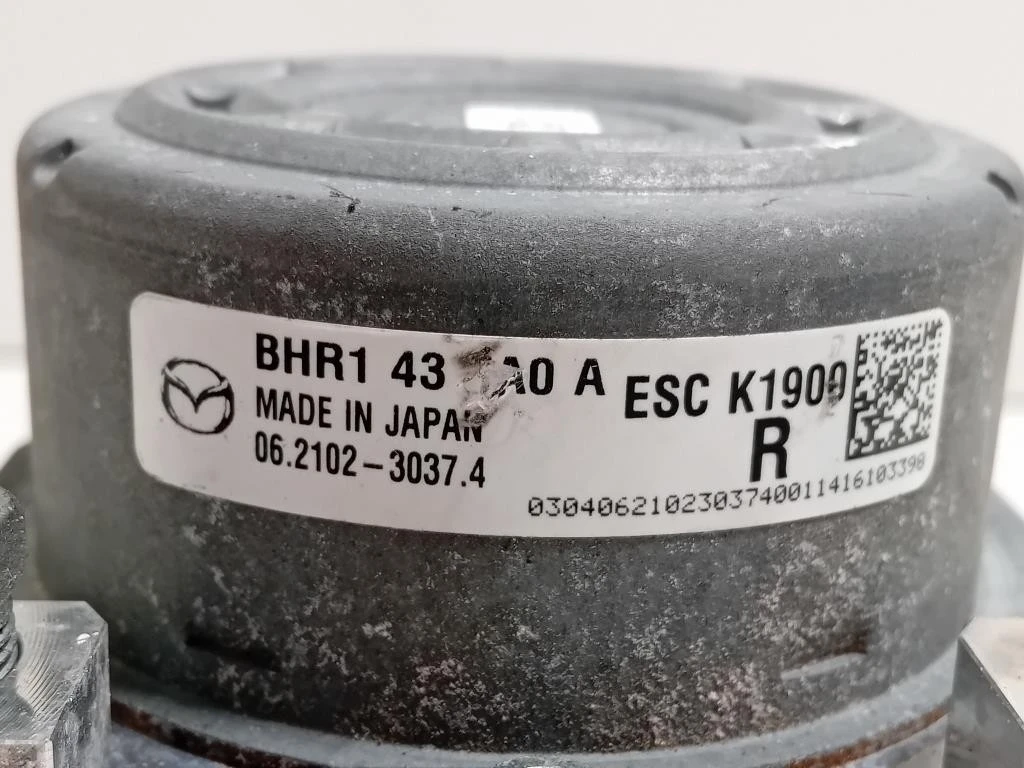 BHR1 43 A0 A
ESC K1900
MADE IN JAPAN
R
06.2102-3037.4
0304062102303740011416103398